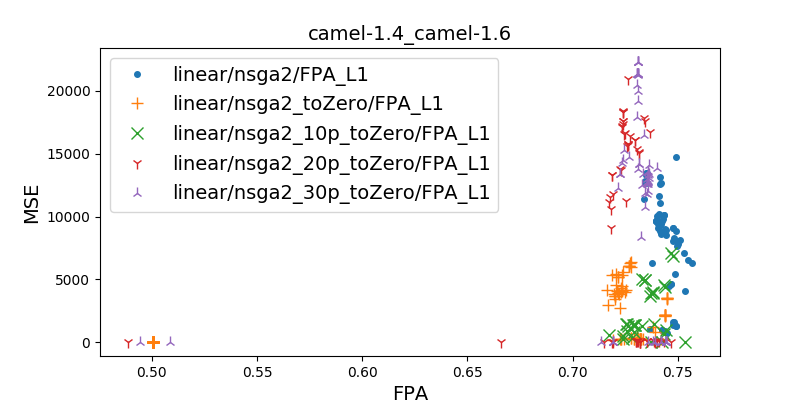 camel-1.4_camel-1.6
linear/nsga2/FPA_L1
linear/nsga2_toZero/FPA_L1
linear/nsga2_10p_toZero/FPA_L1
linear/nsga2_20p_toZero/FPA_L1
linear/nsga2_30p_toZero/FPA_L1
MSE
20000
15000
10000
5000
0
0.50 0.55 0.60 0.65 0.70 0.75
FPA